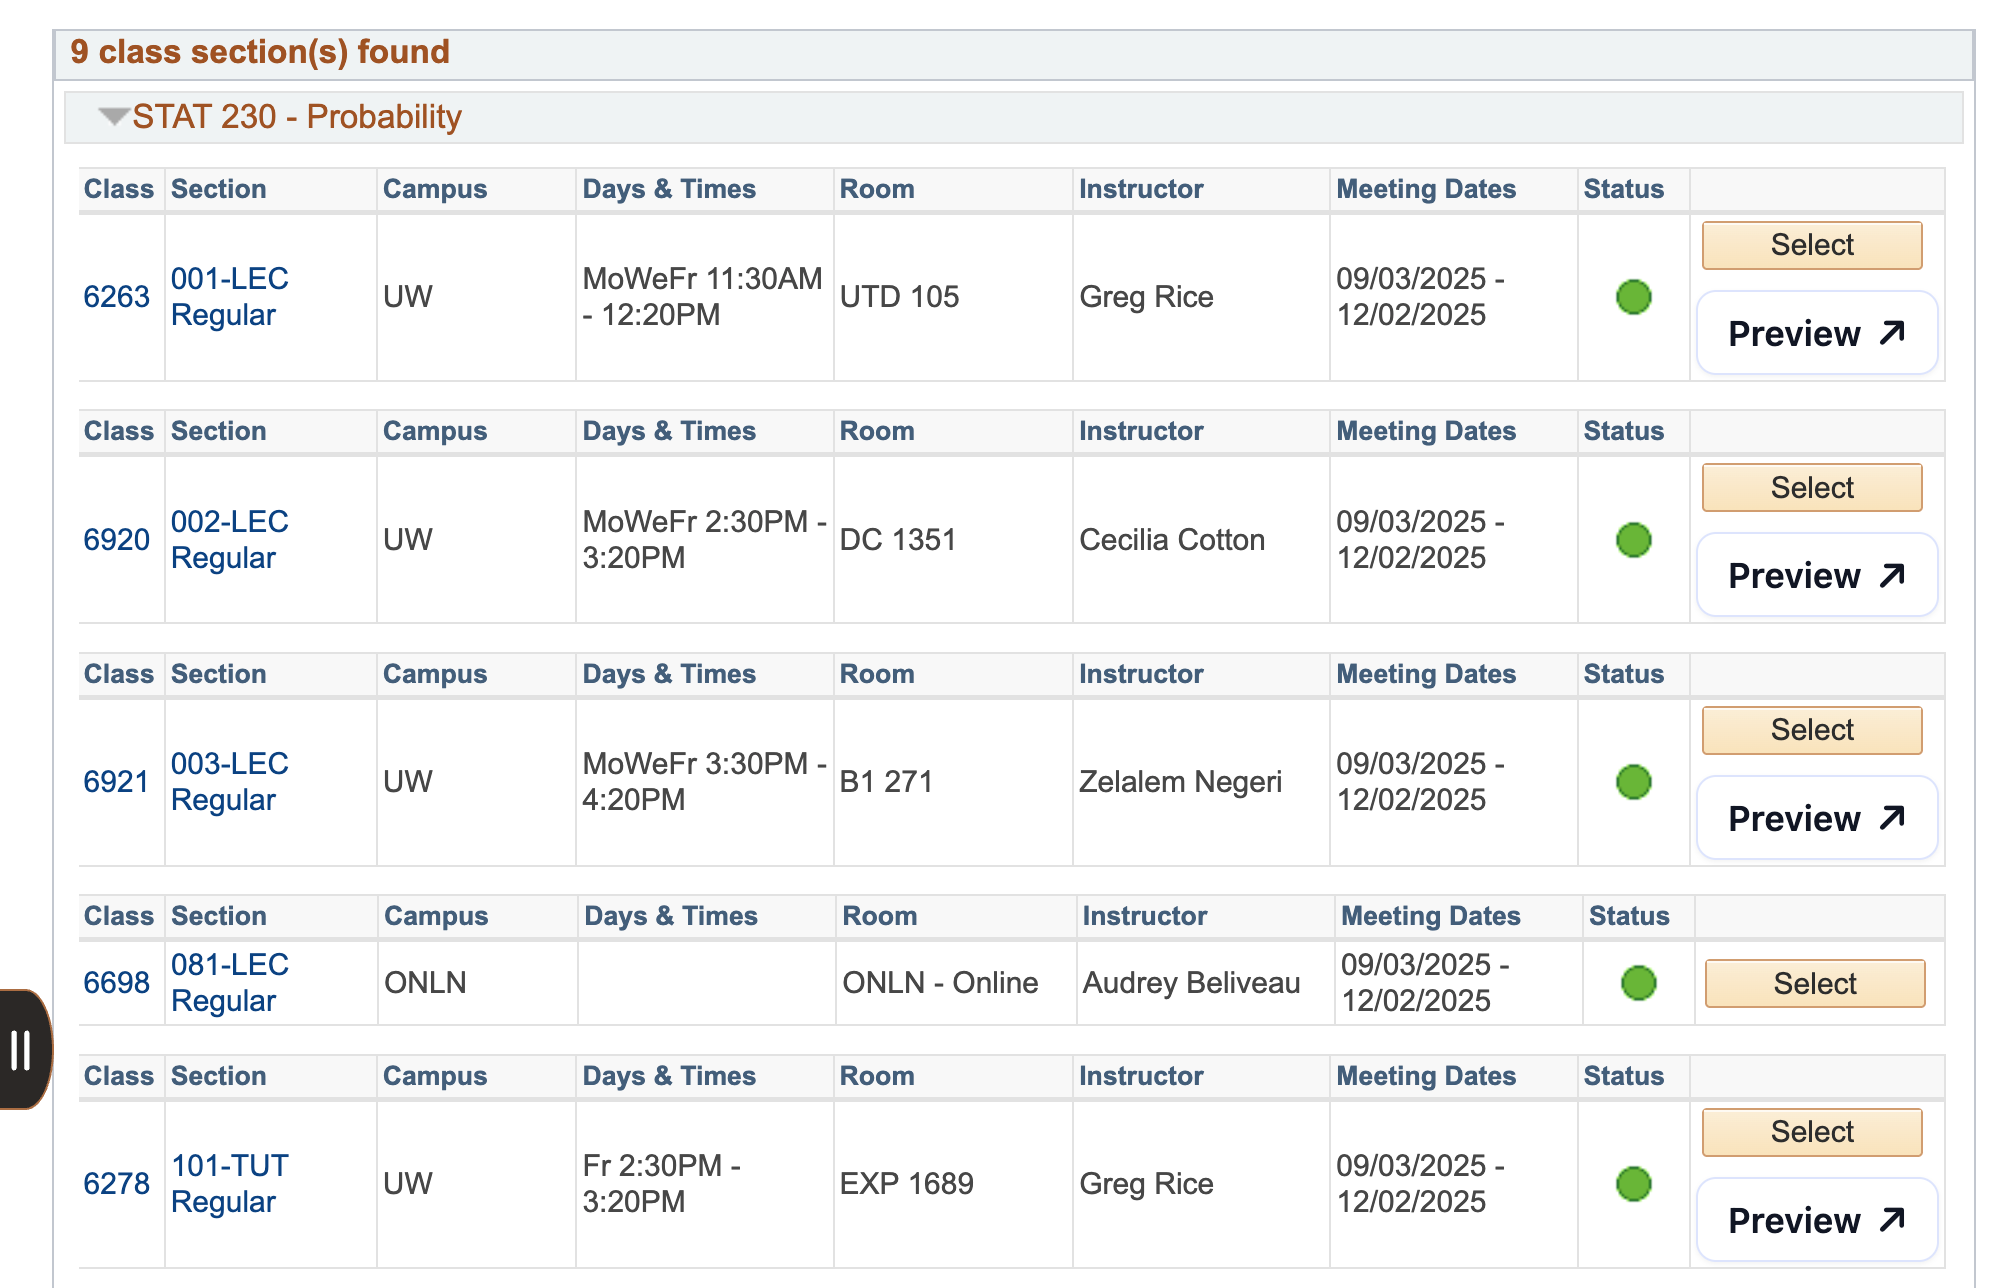 9 class section(s) found
STAT 230 - Probability
Class Section Campus Days & Times Room Instructor Meeting Dates Status
6263 001-LEC Regular UW MoWeFr 11:30AM - 12:20PM UTD 105 Greg Rice 09/03/2025 - 12/02/2025 Select
Preview
Class Section Campus Days & Times Room Instructor Meeting Dates Status
6920 002-LEC Regular UW MoWeFr 2:30PM - 3:20PM DC 1351 Cecilia Cotton 09/03/2025 - 12/02/2025 Select
Preview
Class Section Campus Days & Times Room Instructor Meeting Dates Status
6921 003-LEC Regular UW MoWeFr 3:30PM - 4:20PM B1 271 Zelalem Negeri 09/03/2025 - 12/02/2025 Select
Preview
Class Section Campus Days & Times Room Instructor Meeting Dates Status
6698 081-LEC Regular ONLN ONLN - Online Audrey Beliveau 09/03/2025 - 12/02/2025 Select
Class Section Campus Days & Times Room Instructor Meeting Dates Status
6278 101-TUT Regular UW Fr 2:30PM - 3:20PM EXP 1689 Greg Rice 09/03/2025 - 12/02/2025 Select
Preview